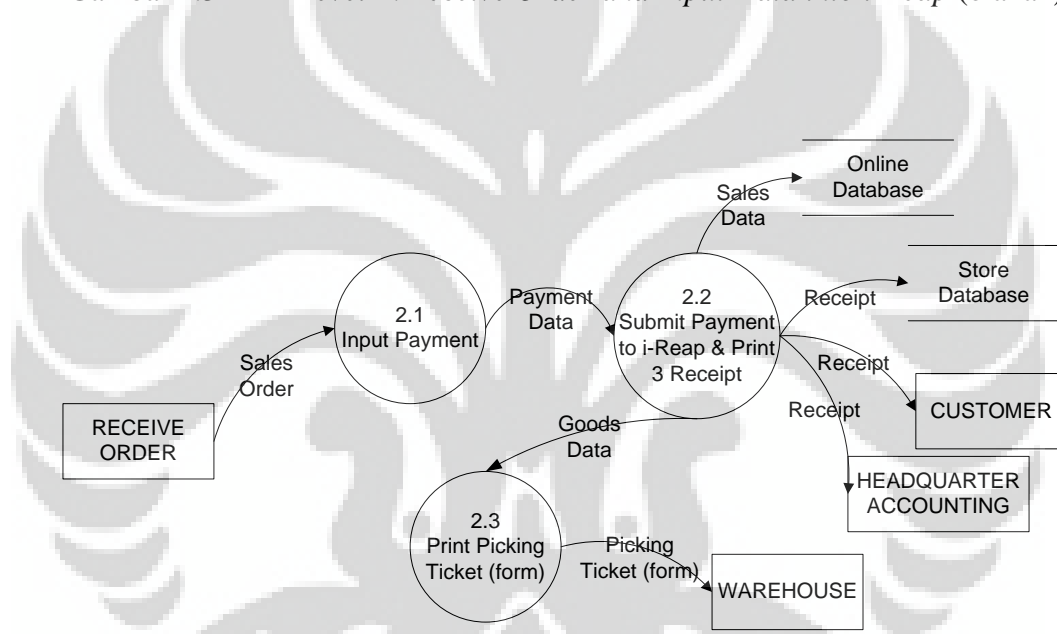 Online
Database
Sales
Data
Store
Database
2.1
Input Payment
Payment
Data
2.2
Submit Payment
to i-Reap & Print
3 Receipt
Receipt
Receipt
Receipt
Sales
Order
RECEIVE
ORDER
CUSTOMER
Goods
Data
HEADQUARTER
ACCOUNTING
2.3
Print Picking
Ticket (form)
Picking
Ticket (form)
WAREHOUSE